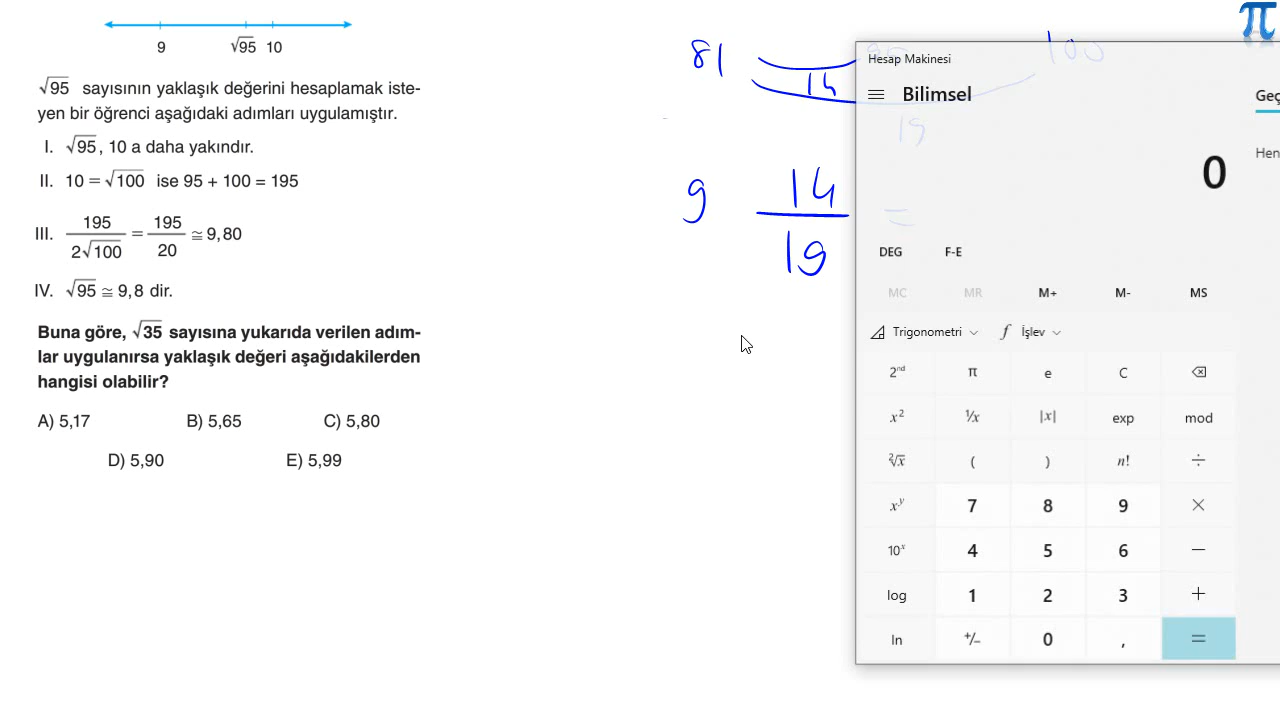 9 √95 10
√95 sayısının yaklaşık değerini hesaplamak iste-
yen bir öğrenci aşağıdaki adımları uygulamıştır.
I. √95, 10 a daha yakındır.
II. 10 = √100 ise 95 + 100 = 195
III. 195/2√100 = 195/20 ≅ 9,80
IV. √95 ≅ 9,8 dir.
Buna göre, √35 sayısına yukarıda verilen adım-
lar uygulanırsa yaklaşık değeri aşağıdakilerden
hangisi olabilir?
A) 5,17 B) 5,65 C) 5,80
D) 5,90 E) 5,99
81 95 100
14
19
9 14/19 =
π
Hesap Makinesi
Bilimsel
Geç
Hen
0
DEG F-E
MC MR M+ M- MS
Trigonometri f İşlev
2nd π e C
x² ¹/x |x| exp mod
²√x ( ) n! ÷
xʸ 7 8 9 ×
10ˣ 4 5 6 −
log 1 2 3 +
ln +/− 0 , =